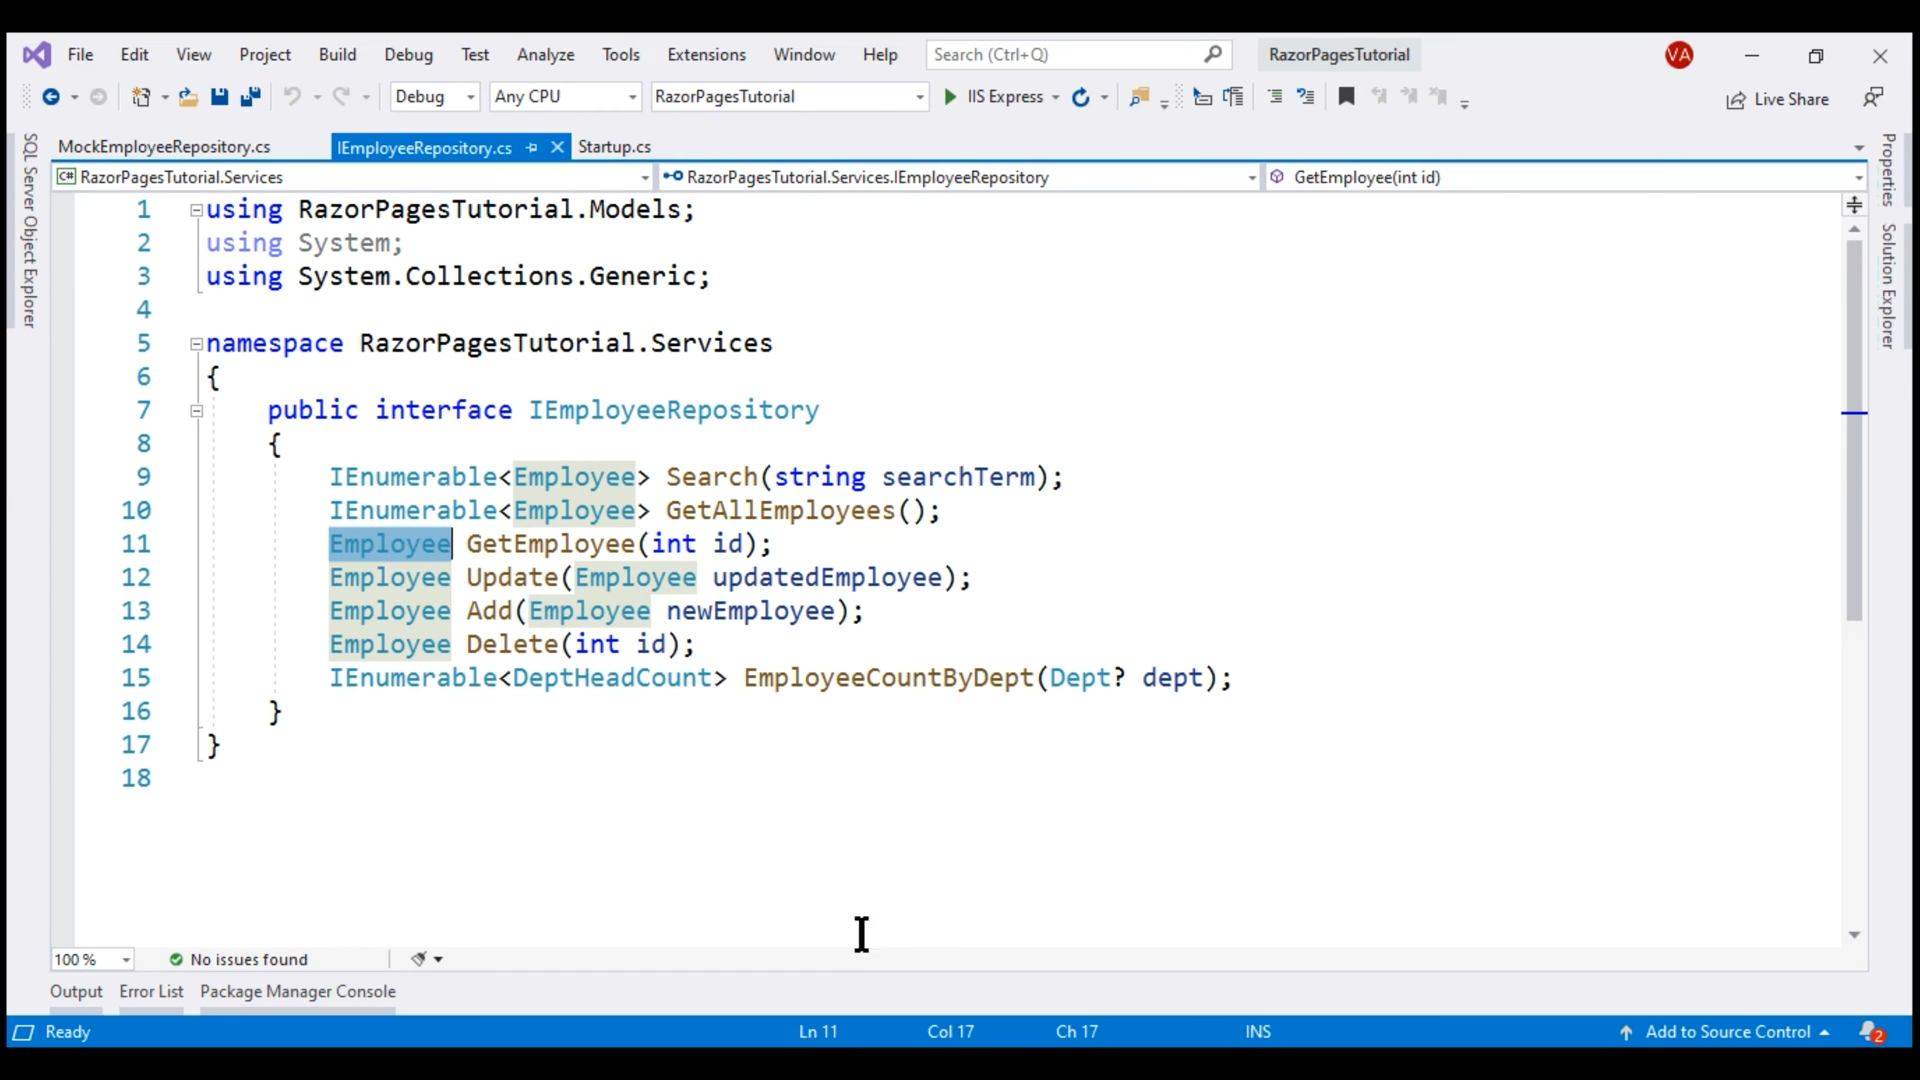 File Edit View Project Build Debug Test Analyze Tools Extensions Window Help Search (Ctrl+Q) RazorPagesTutorial VA
Debug Any CPU RazorPagesTutorial IIS Express Live Share
MockEmployeeRepository.cs IEmployeeRepository.cs Startup.cs
C# RazorPagesTutorial.Services RazorPagesTutorial.Services.IEmployeeRepository GetEmployee(int id)
SQL Server Object Explorer
Properties
Solution Explorer
1 using RazorPagesTutorial.Models;
2 using System;
3 using System.Collections.Generic;
4
5 namespace RazorPagesTutorial.Services
6 {
7 public interface IEmployeeRepository
8 {
9 IEnumerable<Employee> Search(string searchTerm);
10 IEnumerable<Employee> GetAllEmployees();
11 Employee GetEmployee(int id);
12 Employee Update(Employee updatedEmployee);
13 Employee Add(Employee newEmployee);
14 Employee Delete(int id);
15 IEnumerable<DeptHeadCount> EmployeeCountByDept(Dept? dept);
16 }
17 }
18
100 % No issues found
Output Error List Package Manager Console
Ready Ln 11 Col 17 Ch 17 INS Add to Source Control 2